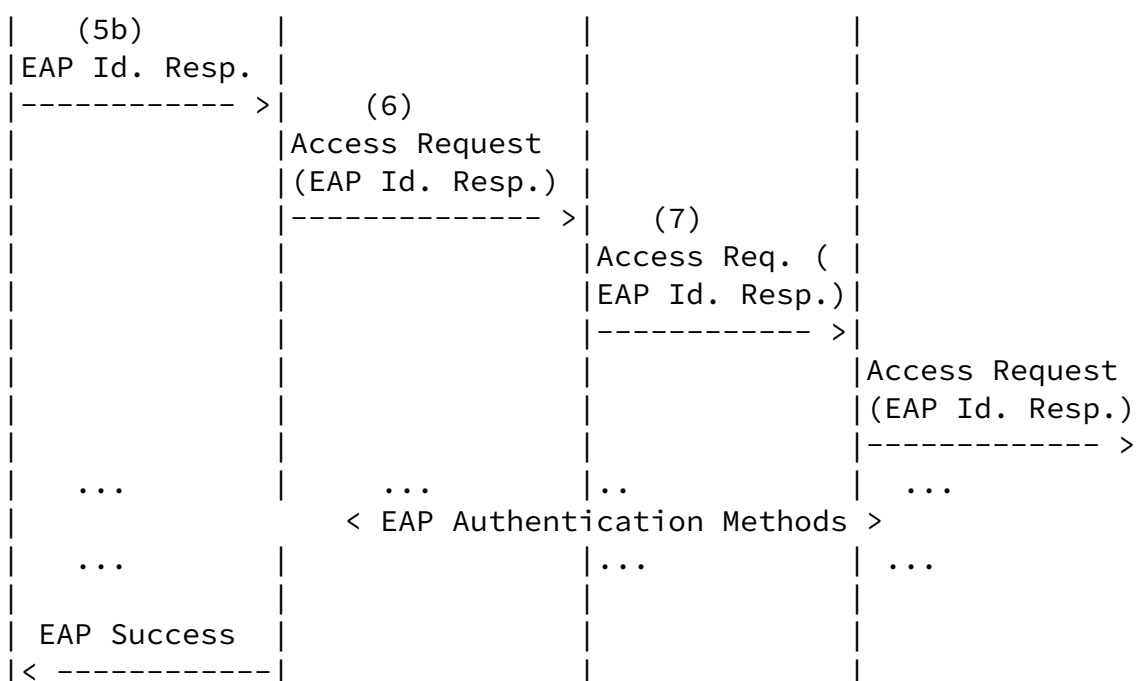 |   (5b)        |                |              |
|EAP Id. Resp.  |                |              |
|------------ > |    (6)         |              |
|               |Access Request  |              |
|               |(EAP Id. Resp.) |              |
|               |-------------- >|   (7)        |
|               |                |Access Req. ( |
|               |                |EAP Id. Resp.)|
|               |                |------------ >|
|               |                |              |Access Request
|               |                |              |(EAP Id. Resp.)
|               |                |              |------------- >
|   ...         |     ...        |..            |  ...
|                   < EAP Authentication Methods >
|   ...         |                |...           | ...
|               |                |              |
| EAP Success   |                |              |
|< ------------ |                |              |